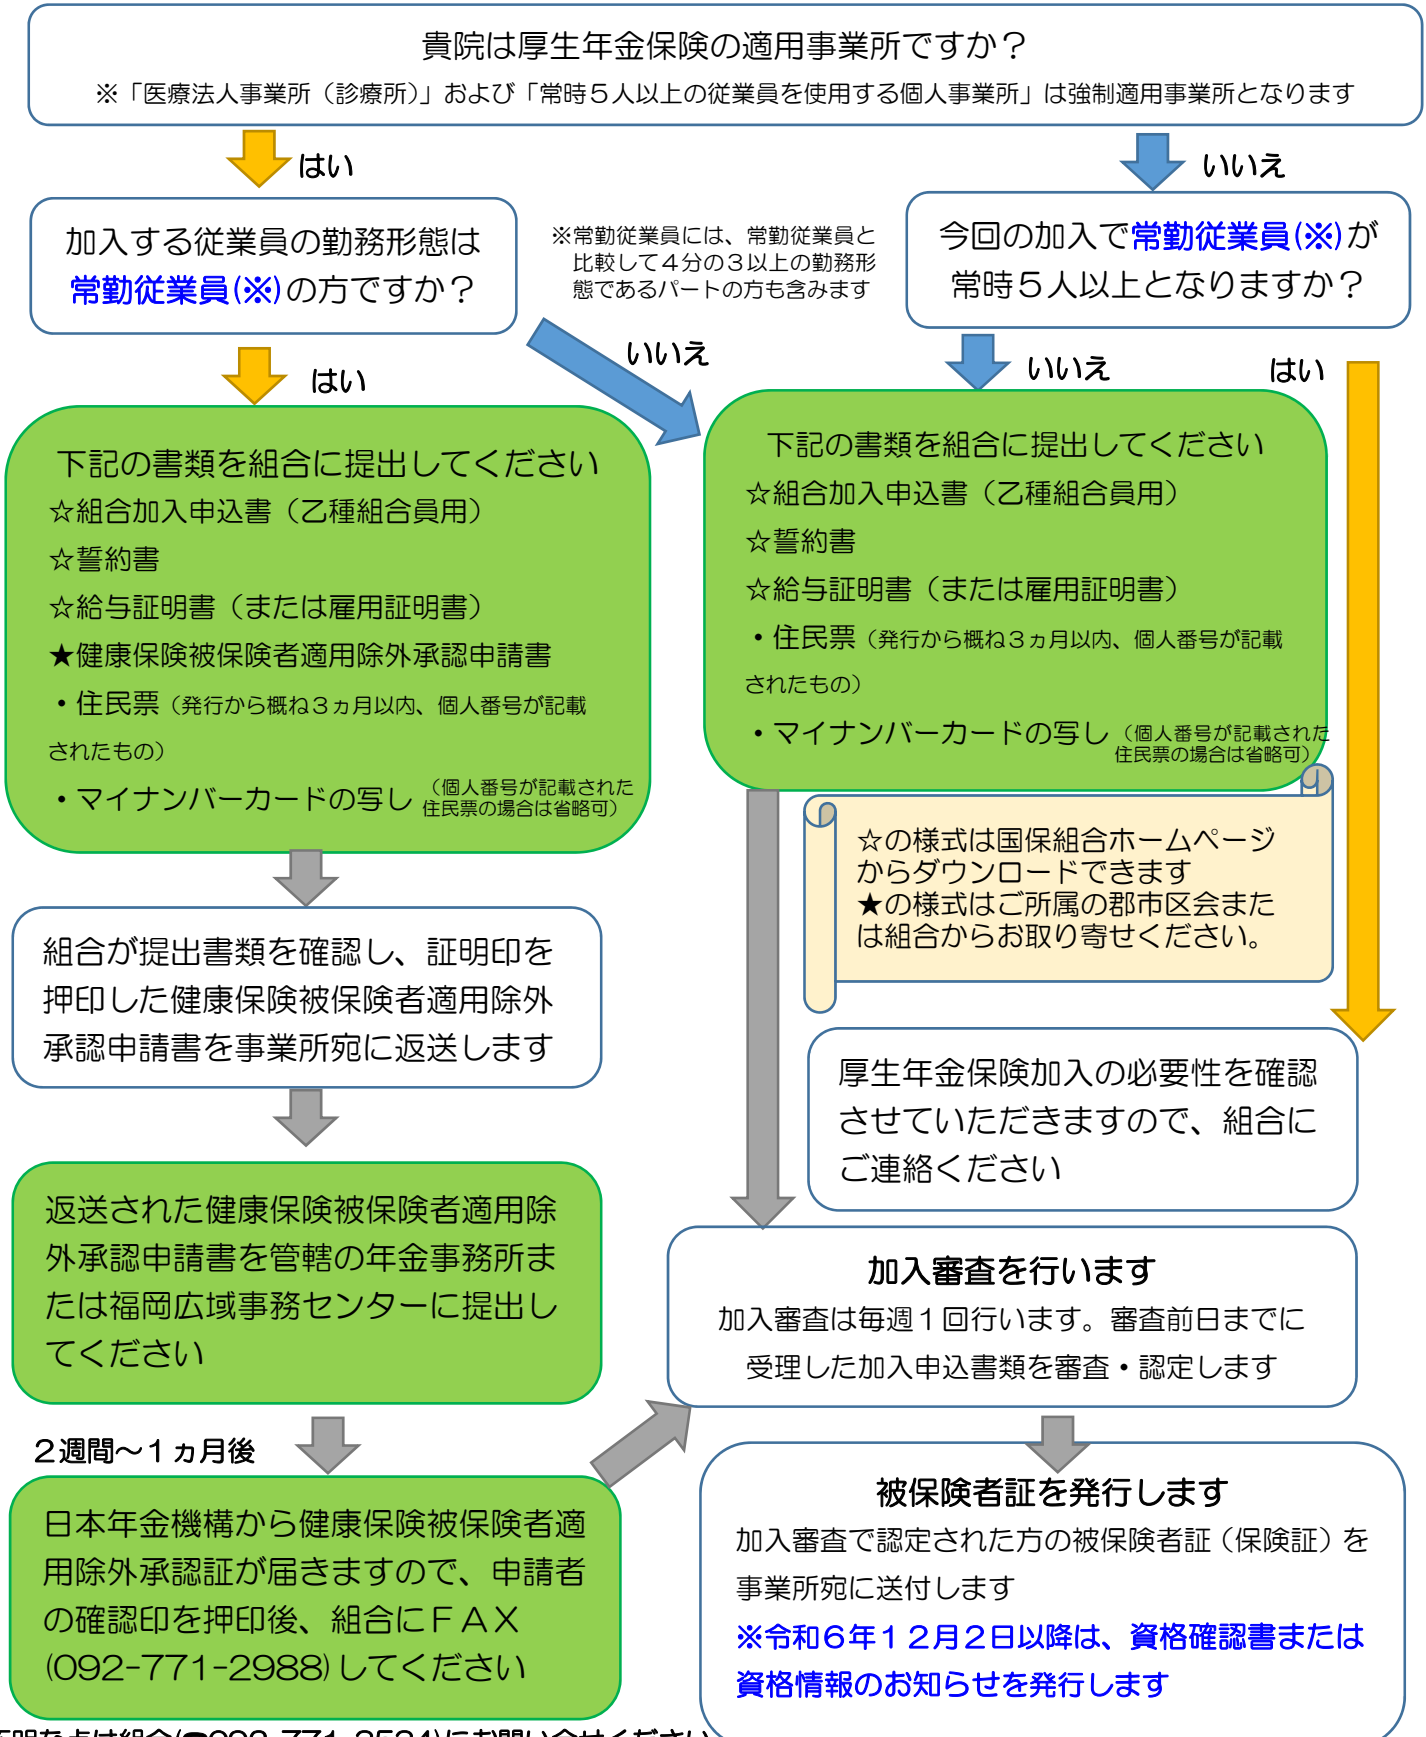 貴院は厚生年金保険の適用事業所ですか？
※「医療法人事業所（診療所）」および「常時５人以上の従業員を使用する個人事業所」は強制適用事業所となります
はい
いいえ
加入する従業員の勤務形態は
常勤従業員(※)の方ですか？
※常勤従業員には、常勤従業員と
比較して４分の３以上の勤務形
態であるパートの方も含みます
今回の加入で常勤従業員(※)が
常時５人以上となりますか？
はい
いいえ
いいえ
はい
下記の書類を組合に提出してください
☆組合加入申込書（乙種組合員用）
☆誓約書
☆給与証明書（または雇用証明書）
★健康保険被保険者適用除外承認申請書
・住民票（発行から概ね３ヵ月以内、個人番号が記載
されたもの）
・マイナンバーカードの写し（個人番号が記載された
住民票の場合は省略可）
下記の書類を組合に提出してください
☆組合加入申込書（乙種組合員用）
☆誓約書
☆給与証明書（または雇用証明書）
・住民票（発行から概ね３ヵ月以内、個人番号が記載
されたもの）
・マイナンバーカードの写し（個人番号が記載された
住民票の場合は省略可）
☆の様式は国保組合ホームページ
からダウンロードできます
★の様式はご所属の郡市区会また
は組合からお取り寄せください。
組合が提出書類を確認し、証明印を
押印した健康保険被保険者適用除外
承認申請書を事業所宛に返送します
厚生年金保険加入の必要性を確認
させていただきますので、組合に
ご連絡ください
返送された健康保険被保険者適用除
外承認申請書を管轄の年金事務所ま
たは福岡広域事務センターに提出し
てください
加入審査を行います
加入審査は毎週１回行います。審査前日までに
受理した加入申込書類を審査・認定します
２週間～１ヵ月後
日本年金機構から健康保険被保険者適
用除外承認証が届きますので、申請者
の確認印を押印後、組合にＦＡＸ
(092-771-2988)してください
被保険者証を発行します
加入審査で認定された方の被保険者証（保険証）を
事業所宛に送付します
※令和６年１２月２日以降は、資格確認書または
資格情報のお知らせを発行します